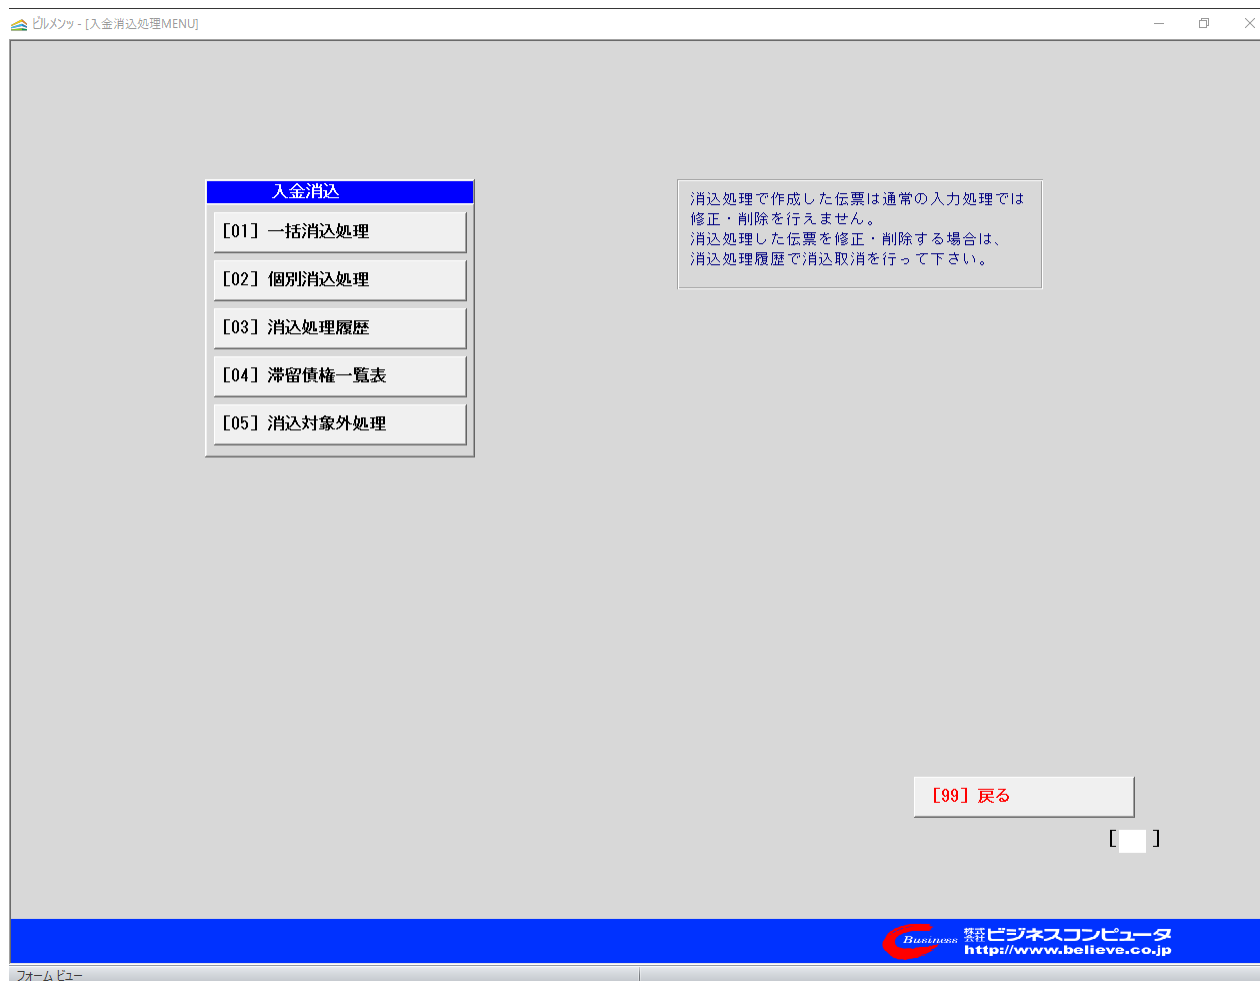 ビルメンッ - [入金消込処理MENU]
入金消込
[01] 一括消込処理
[02] 個別消込処理
[03] 消込処理履歴
[04] 滞留債権一覧表
[05] 消込対象外処理
消込処理で作成した伝票は通常の入力処理では
修正・削除を行えません。
消込処理した伝票を修正・削除する場合は、
消込処理履歴で消込取消を行って下さい。
[99] 戻る
[ ]
Business 株式会社ビジネスコンピュータ
http://www.believe.co.jp
フォーム ビュー